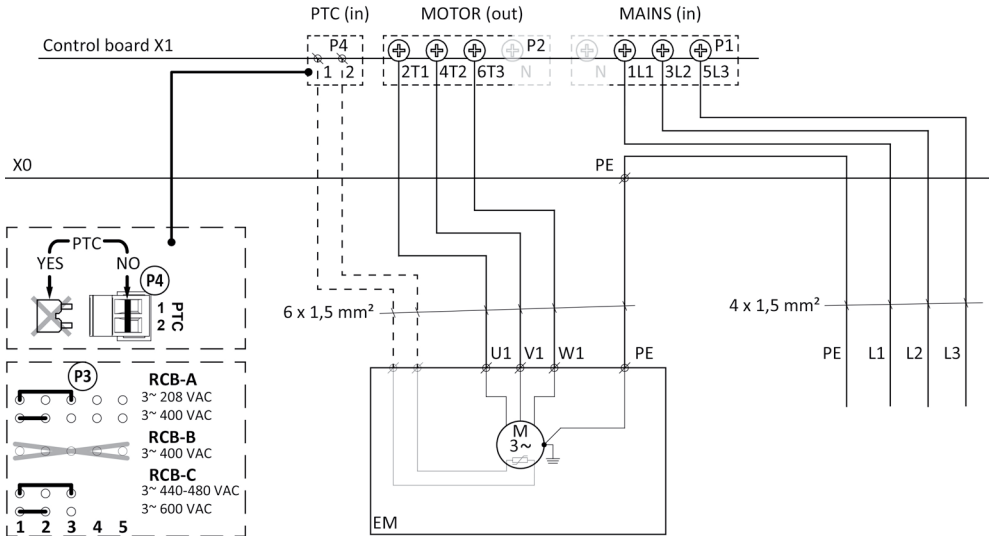 PTC (in) MOTOR (out) MAINS (in)
Control board X1
P4 P2 P1
1 2 2T1 4T2 6T3 N N 1L1 3L2 5L3
X0 PE
PTC
YES NO
P4
1
2
PTC
6 x 1,5 mm² 4 x 1,5 mm²
U1 V1 W1 PE PE L1 L2 L3
P3
RCB-A
3~ 208 VAC
3~ 400 VAC
RCB-B
3~ 400 VAC
RCB-C
3~ 440-480 VAC
3~ 600 VAC
1 2 3 4 5
M
3~
EM